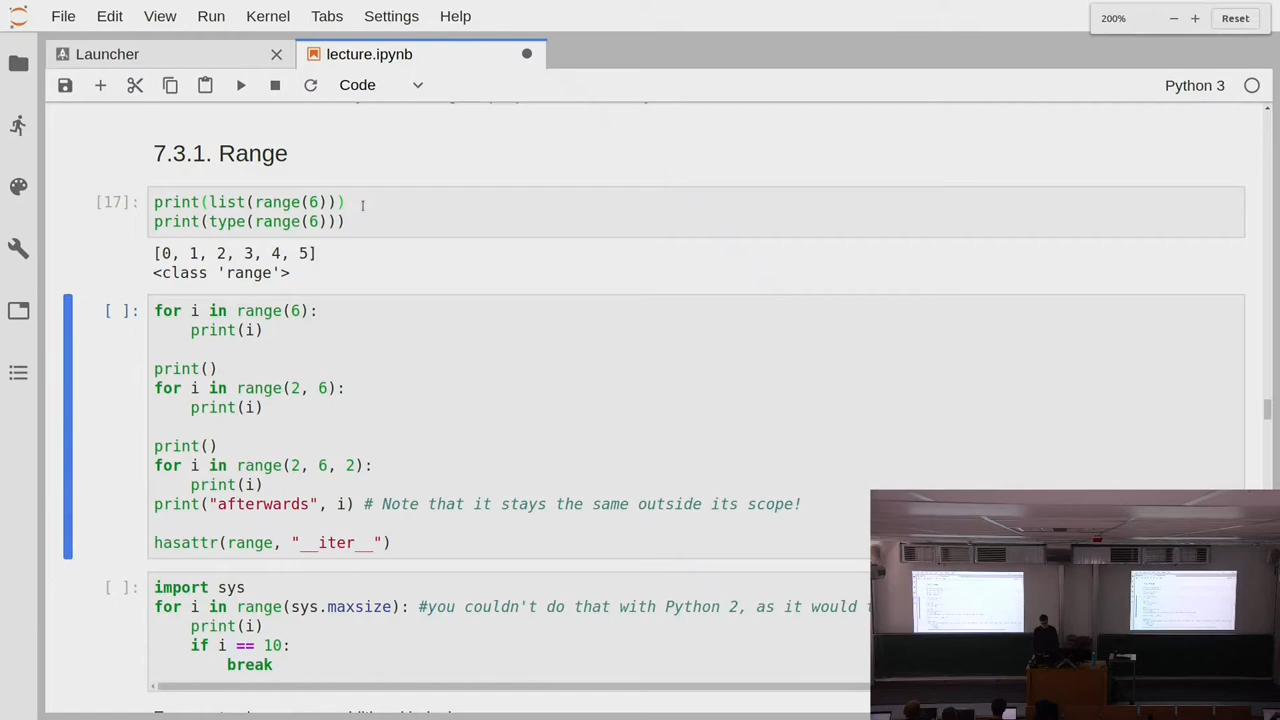 File Edit View Run Kernel Tabs Settings Help
200% − + Reset
Launcher
lecture.ipynb
Code
Python 3
7.3.1. Range
[17]:
print(list(range(6)))
print(type(range(6)))
[0, 1, 2, 3, 4, 5]
<class 'range'>
[ ]:
for i in range(6):
    print(i)
print()
for i in range(2, 6):
    print(i)
print()
for i in range(2, 6, 2):
    print(i)
print("afterwards", i) # Note that it stays the same outside its scope!
hasattr(range, "__iter__")
[ ]:
import sys
for i in range(sys.maxsize): #you couldn't do that with Python 2, as it would
    print(i)
    if i == 10:
        break